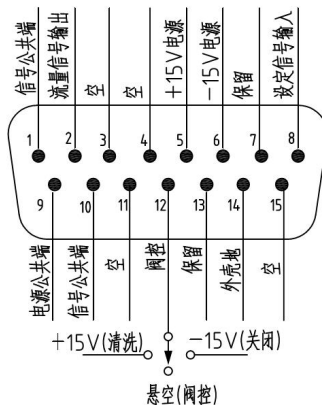 信号公共端
流量信号输出
空
空
+15V电源
-15V电源
保留
设定信号输入
1 2 3 4 5 6 7 8
9 10 11 12 13 14 15
电源公共端
信号公共端
空
阀控
保留
外壳地
空
+15V(清洗) -15V(关闭)
悬空(阀控)